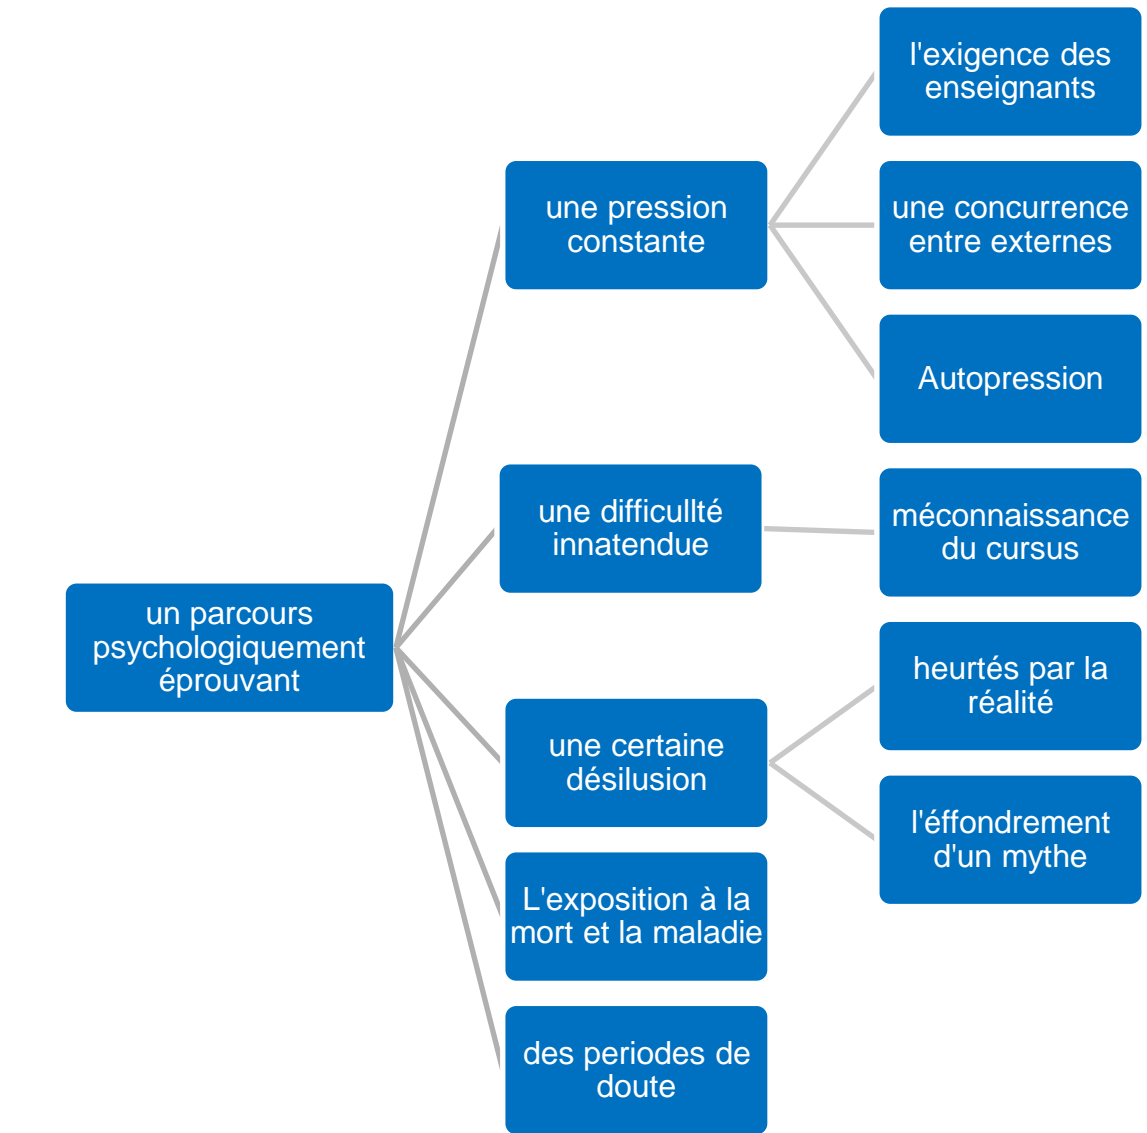 l'exigence des
enseignants
une pression
constante
une concurrence
entre externes
Autopression
une difficullté
innatendue
méconnaissance
du cursus
un parcours
psychologiquement
éprouvant
heurtés par la
réalité
une certaine
désilusion
l'éffondrement
d'un mythe
L'exposition à la
mort et la maladie
des periodes de
doute